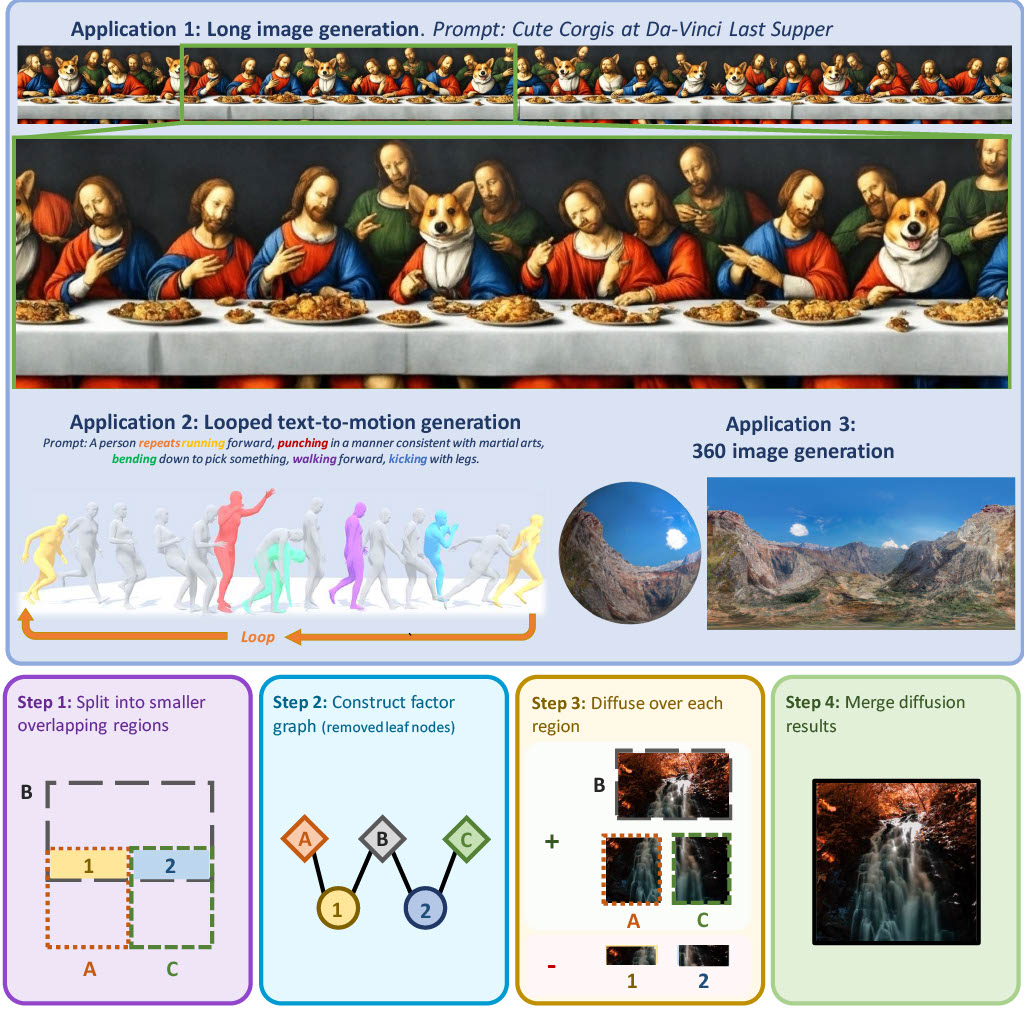 Application 1: Long image generation. Prompt: Cute Corgis at Da-Vinci Last Supper
Application 2: Looped text-to-motion generation
Prompt: A person repeats running forward, punching in a manner consistent with martial arts,
bending down to pick something, walking forward, kicking with legs.
Loop
Application 3:
360 image generation
Step 1: Split into smaller
overlapping regions
B
1
2
A
C
Step 2: Construct factor
graph (removed leaf nodes)
A
B
C
1
2
Step 3: Diffuse over each
region
B
+
A
C
-
1
2
Step 4: Merge diffusion
results